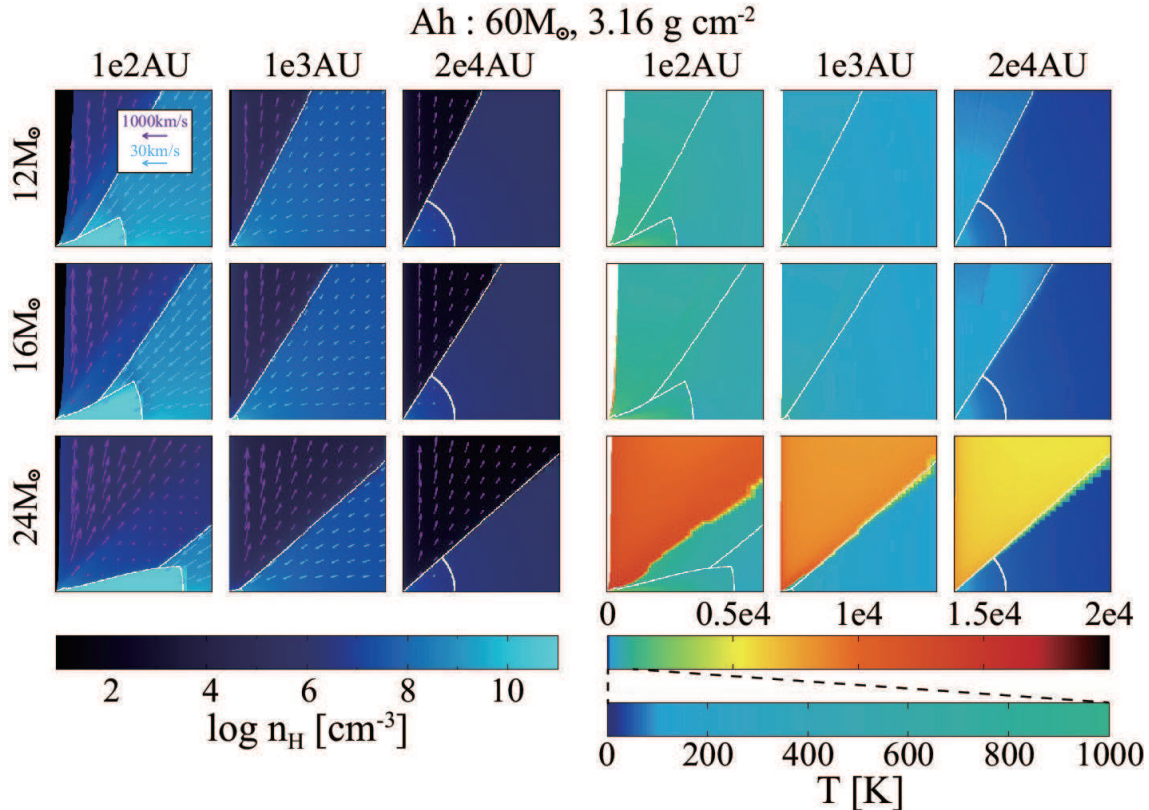 Ah : 60M☉, 3.16 g cm-2
1e2AU 1e3AU 2e4AU 1e2AU 1e3AU 2e4AU
12M☉
1000km/s
30km/s
16M☉
24M☉
0 0.5e4 1e4 1.5e4 2e4
2 4 6 8 10
log nH [cm-3]
0 200 400 600 800 1000
T [K]